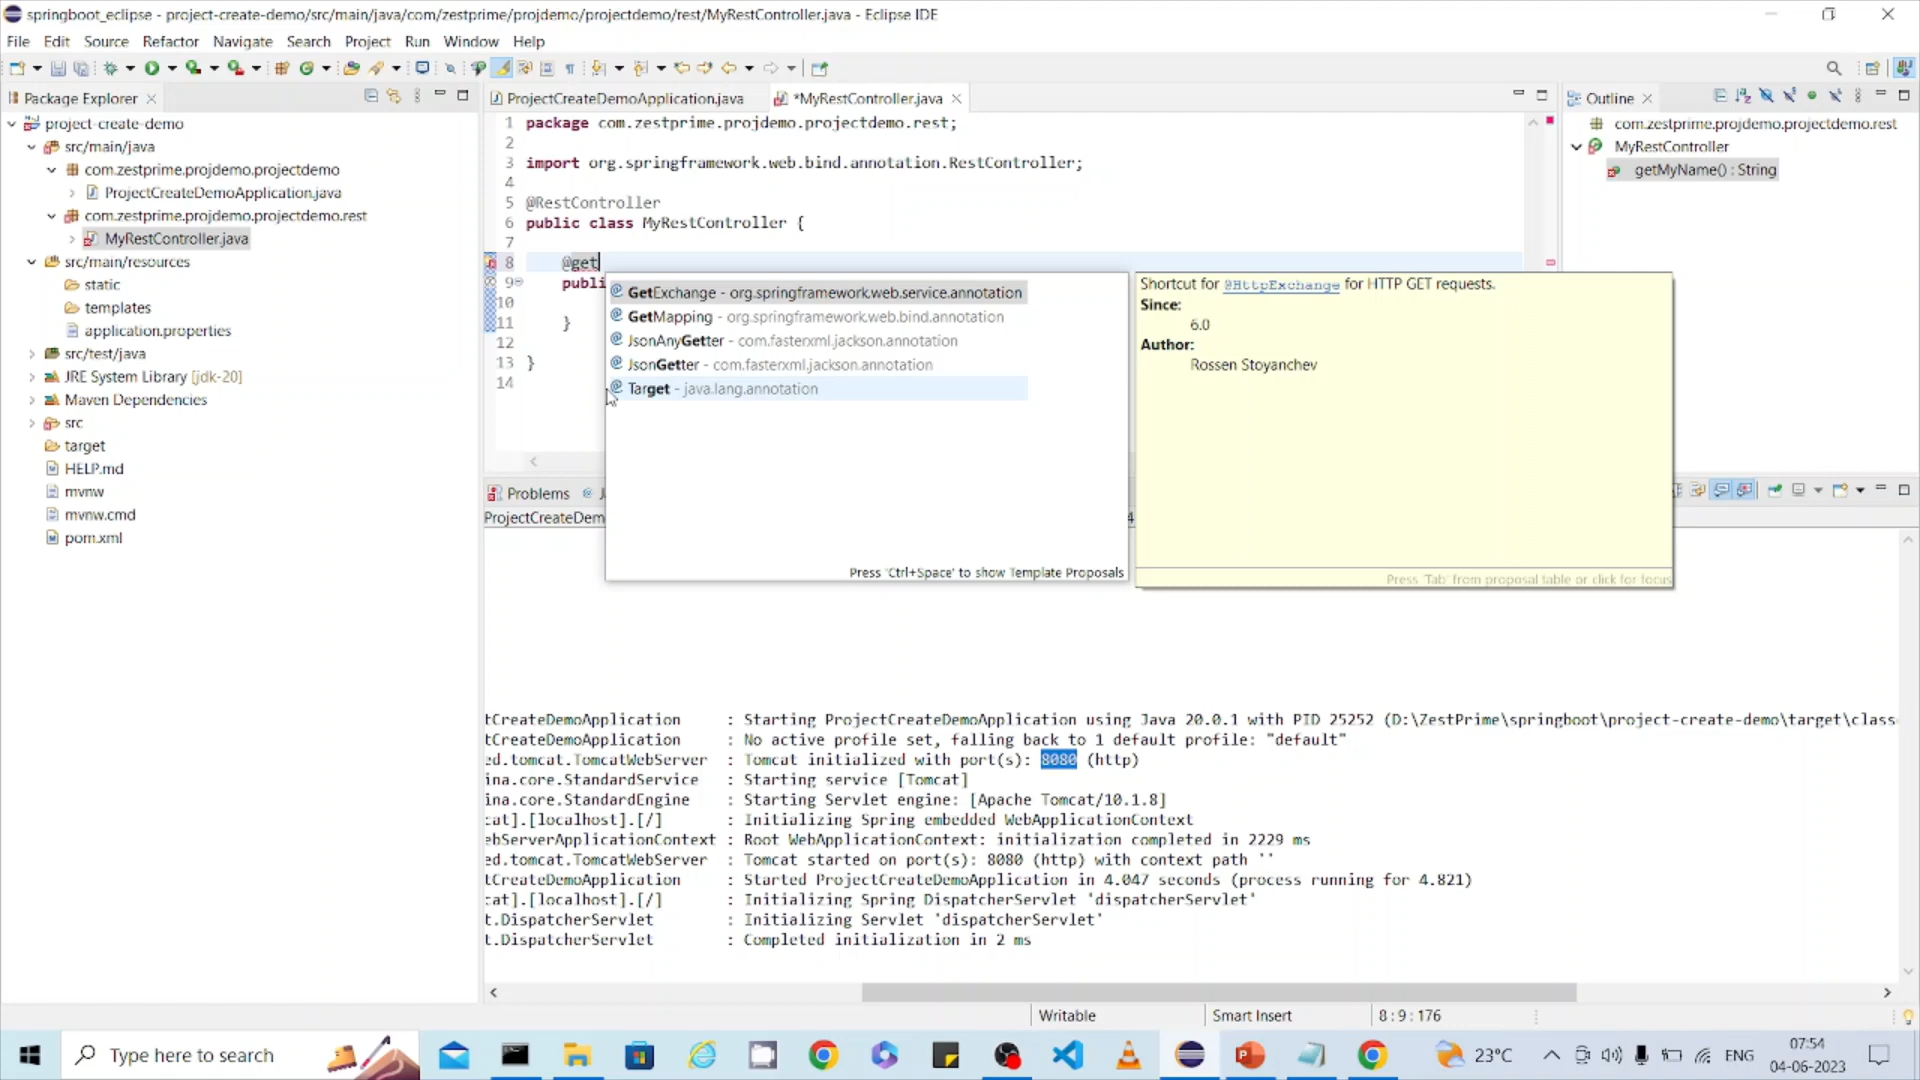 springboot_eclipse - project-create-demo/src/main/java/com/zestprime/projdemo/projectdemo/rest/MyRestController.java - Eclipse IDE
File Edit Source Refactor Navigate Search Project Run Window Help
Package Explorer
project-create-demo
src/main/java
com.zestprime.projdemo.projectdemo
ProjectCreateDemoApplication.java
com.zestprime.projdemo.projectdemo.rest
MyRestController.java
src/main/resources
static
templates
application.properties
src/test/java
JRE System Library [jdk-20]
Maven Dependencies
src
target
HELP.md
mvnw
mvnw.cmd
pom.xml
ProjectCreateDemoApplication.java *MyRestController.java
1 package com.zestprime.projdemo.projectdemo.rest;
2
3 import org.springframework.web.bind.annotation.RestController;
4
5 @RestController
6 public class MyRestController {
7
8 @get
9 publi
10
11 }
12
13 }
14
GetExchange - org.springframework.web.service.annotation
GetMapping - org.springframework.web.bind.annotation
JsonAnyGetter - com.fasterxml.jackson.annotation
JsonGetter - com.fasterxml.jackson.annotation
Target - java.lang.annotation
Press 'Ctrl+Space' to show Template Proposals
Shortcut for @HttpExchange for HTTP GET requests.
Since:
6.0
Author:
Rossen Stoyanchev
Press 'Tab' from proposal table or click for focus
Outline
com.zestprime.projdemo.projectdemo.rest
MyRestController
getMyName() : String
Problems @ J
ProjectCreateDem 4
tCreateDemoApplication : Starting ProjectCreateDemoApplication using Java 20.0.1 with PID 25252 (D:\ZestPrime\springboot\project-create-demo\target\class
tCreateDemoApplication : No active profile set, falling back to 1 default profile: "default"
ed.tomcat.TomcatWebServer : Tomcat initialized with port(s): 8080 (http)
ina.core.StandardService : Starting service [Tomcat]
ina.core.StandardEngine : Starting Servlet engine: [Apache Tomcat/10.1.8]
cat].[localhost].[/] : Initializing Spring embedded WebApplicationContext
ebServerApplicationContext : Root WebApplicationContext: initialization completed in 2229 ms
ed.tomcat.TomcatWebServer : Tomcat started on port(s): 8080 (http) with context path ''
tCreateDemoApplication : Started ProjectCreateDemoApplication in 4.047 seconds (process running for 4.821)
cat].[localhost].[/] : Initializing Spring DispatcherServlet 'dispatcherServlet'
t.DispatcherServlet : Initializing Servlet 'dispatcherServlet'
t.DispatcherServlet : Completed initialization in 2 ms
Writable Smart Insert 8 : 9 : 176
Type here to search
23°C
ENG
07:54
04-06-2023